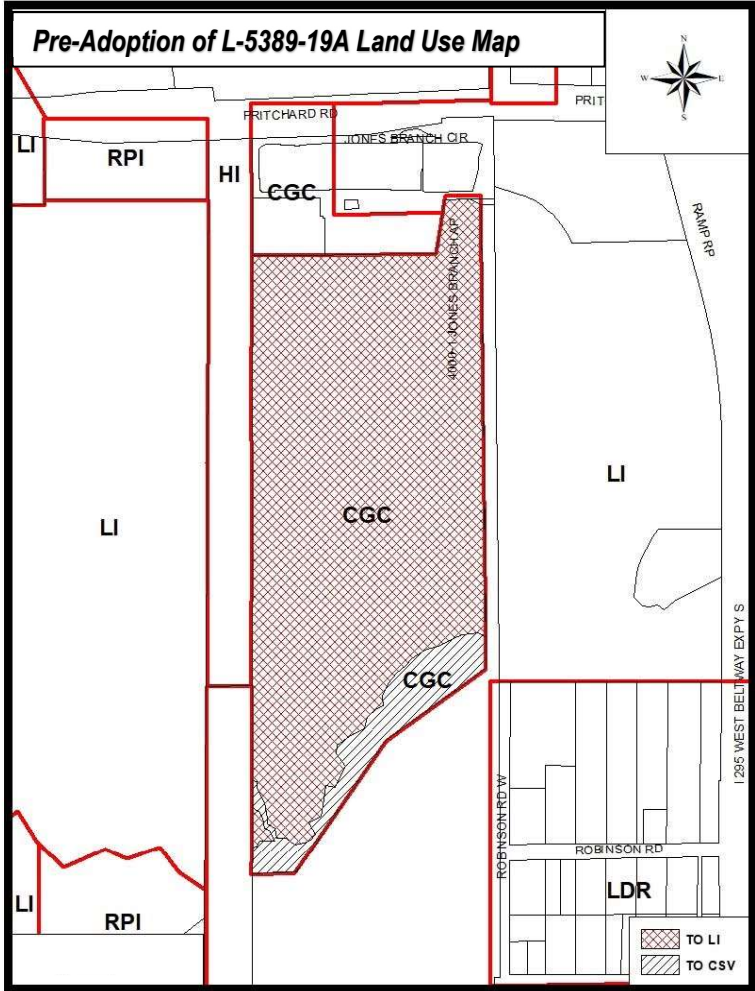 Pre-Adoption of L-5389-19A Land Use Map
N
W E
S
PRITCHARD RD
PRIT
JONES BRANCH CIR
LI
RPI
HI
CGC
RAMP RP
4000-1 JONES BRANCH AP
CGC
LI
LI
CGC
I 295 WEST BELTWAY EXPY S
ROBINSON RD W
ROBINSON RD
LDR
LI
RPI
TO LI
TO CSV